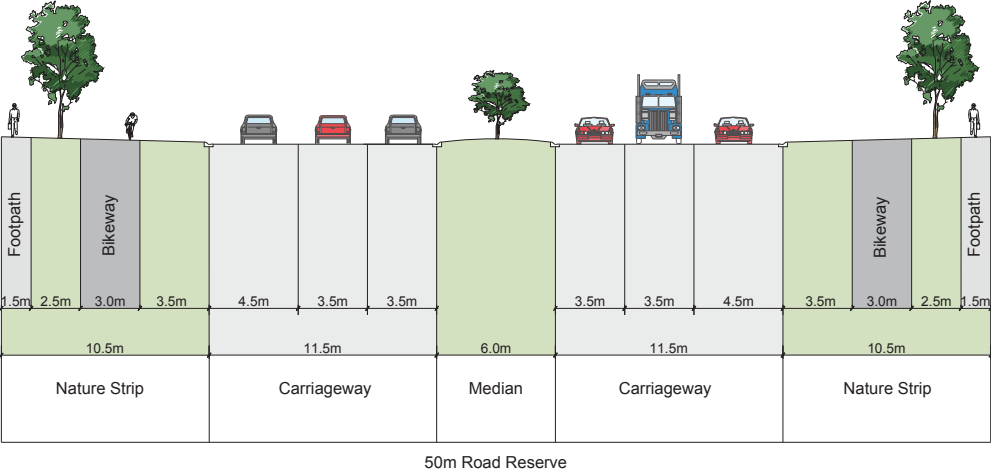 Footpath
Bikeway
Bikeway
Footpath
1.5m 2.5m 3.0m 3.5m 4.5m 3.5m 3.5m 3.5m 3.5m 4.5m 3.5m 3.0m 2.5m 1.5m
10.5m 11.5m 6.0m 11.5m 10.5m
Nature Strip Carriageway Median Carriageway Nature Strip
50m Road Reserve